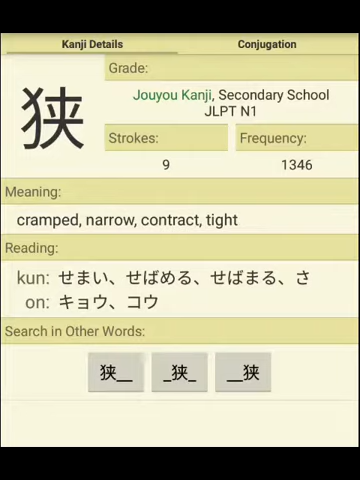 Kanji Details
Conjugation
狭
Grade:
Jouyou Kanji, Secondary School
JLPT N1
Strokes:
Frequency:
9
1346
Meaning:
cramped, narrow, contract, tight
Reading:
kun: せまい、せばめる、せばまる、さ
on: キョウ、コウ
Search in Other Words:
狭__
_狭_
__狭